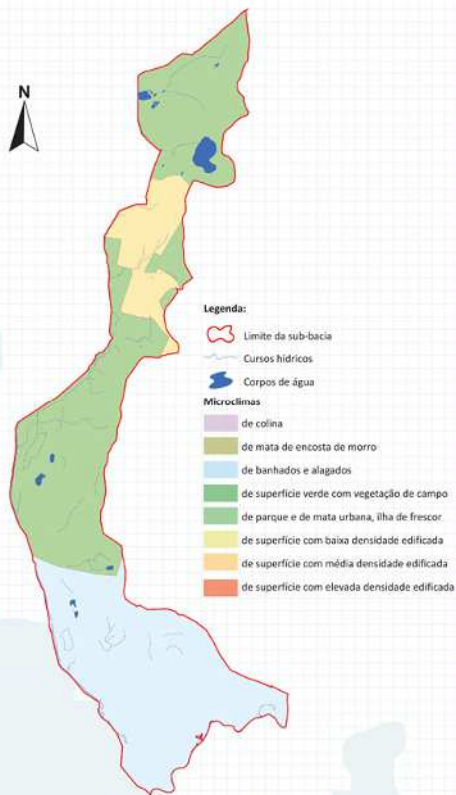 N
Legenda:
Limite da sub-bacia
Cursos hídricos
Corpos de água
Microclimas
de colina
de mata de encosta de morro
de banhados e alagados
de superfície verde com vegetação de campo
de parque e de mata urbana, ilha de frescor
de superfície com baixa densidade edificada
de superfície com média densidade edificada
de superfície com elevada densidade edificada